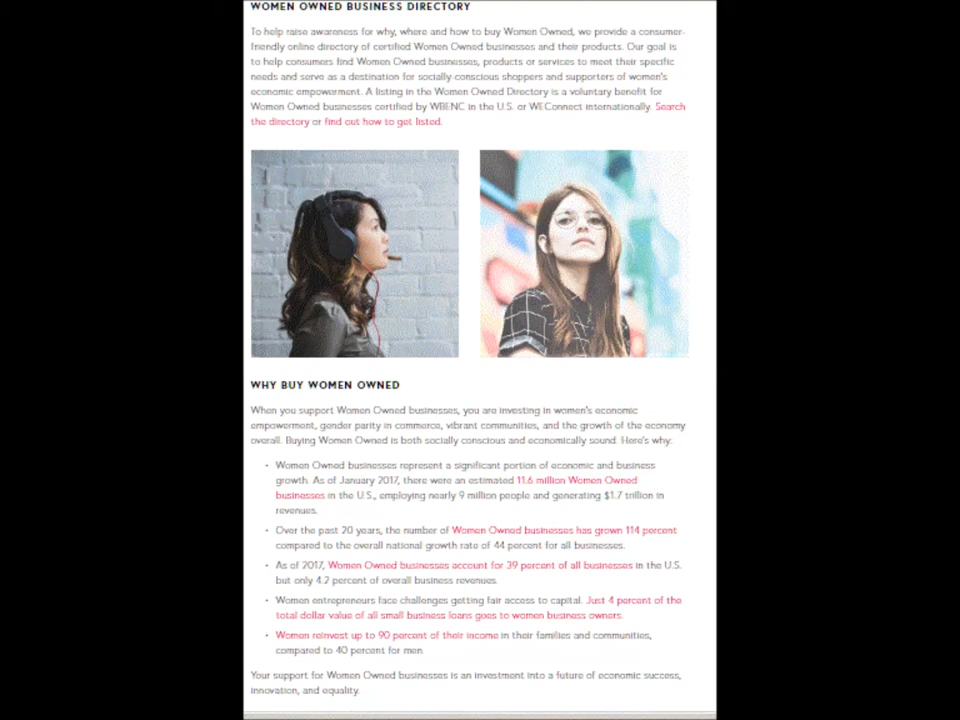 WOMEN OWNED BUSINESS DIRECTORY
To help raise awareness for why, where and how to buy Women Owned, we provide a consumer-
friendly online directory of certified Women Owned businesses and their products. Our goal is
to help consumers find Women Owned businesses, products or services to meet their specific
needs and serve as a destination for socially-conscious shoppers and supporters of women's
economic empowerment. A listing in the Women Owned Directory is a voluntary benefit for
Women Owned businesses certified by WBENC in the U.S. or WEConnect internationally. Search
the directory or find out how to get listed.
WHY BUY WOMEN OWNED
When you support Women Owned businesses, you are investing in women's economic
empowerment, gender parity in commerce, vibrant communities, and the growth of the economy
overall. Buying Women Owned is both socially conscious and economically sound. Here's why:
• Women Owned businesses represent a significant portion of economic and business
growth. As of January 2017, there were an estimated 11.6 million Women Owned
businesses in the U.S., employing nearly 9 million people and generating $1.7 trillion in
revenues.
• Over the past 20 years, the number of Women Owned businesses has grown 114 percent
compared to the overall national growth rate of 44 percent for all businesses.
• As of 2017, Women Owned businesses account for 39 percent of all businesses in the U.S.
but only 4.2 percent of overall business revenues.
• Women entrepreneurs face challenges getting fair access to capital. Just 4 percent of the
total dollar value of all small business loans goes to women business owners.
• Women reinvest up to 90 percent of their income in their families and communities,
compared to 40 percent for men.
Your support for Women Owned businesses is an investment into a future of economic success,
innovation, and equality.